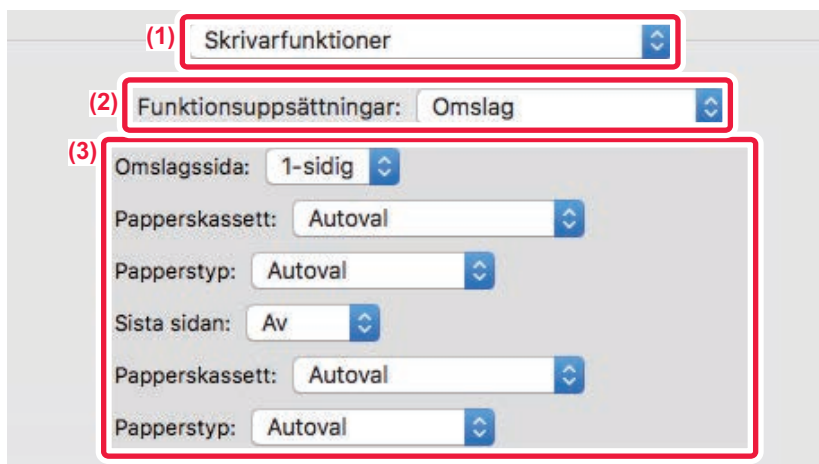 (1) Skrivarfunktioner
(2) Funktionsuppsättningar: Omslag
(3)
Omslagssida: 1-sidig
Papperskassett: Autoval
Papperstyp: Autoval
Sista sidan: Av
Papperskassett: Autoval
Papperstyp: Autoval